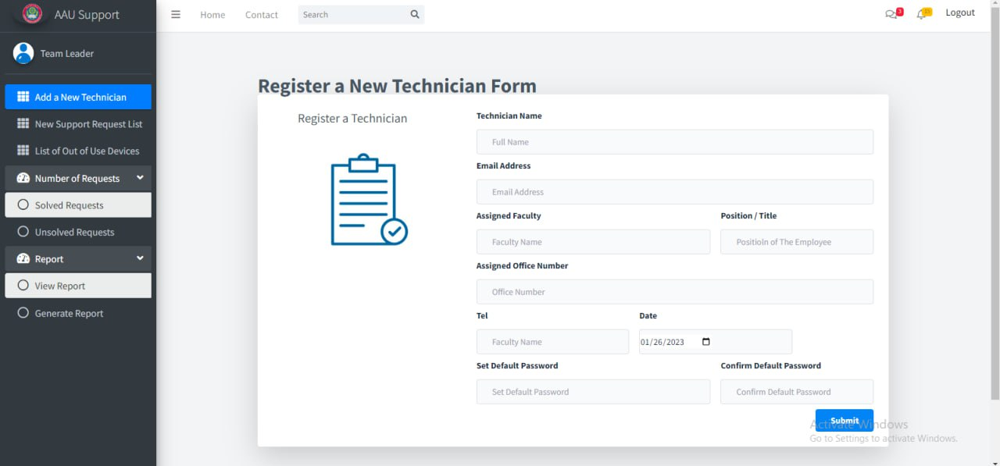 AAU Support
Home
Contact
Search
3
15
Logout
Team Leader
Add a New Technician
New Support Request List
List of Out of Use Devices
Number of Requests
Solved Requests
Unsolved Requests
Report
View Report
Generate Report
Register a New Technician Form
Register a Technician
Technician Name
Full Name
Email Address
Email Address
Assigned Faculty
Position / Title
Faculty Name
Positioln of The Employee
Assigned Office Number
Office Number
Tel
Date
Faculty Name
01/26/2023
Set Default Password
Confirm Default Password
Set Default Password
Confirm Default Password
Submit
Activate Windows
Go to Settings to activate Windows.